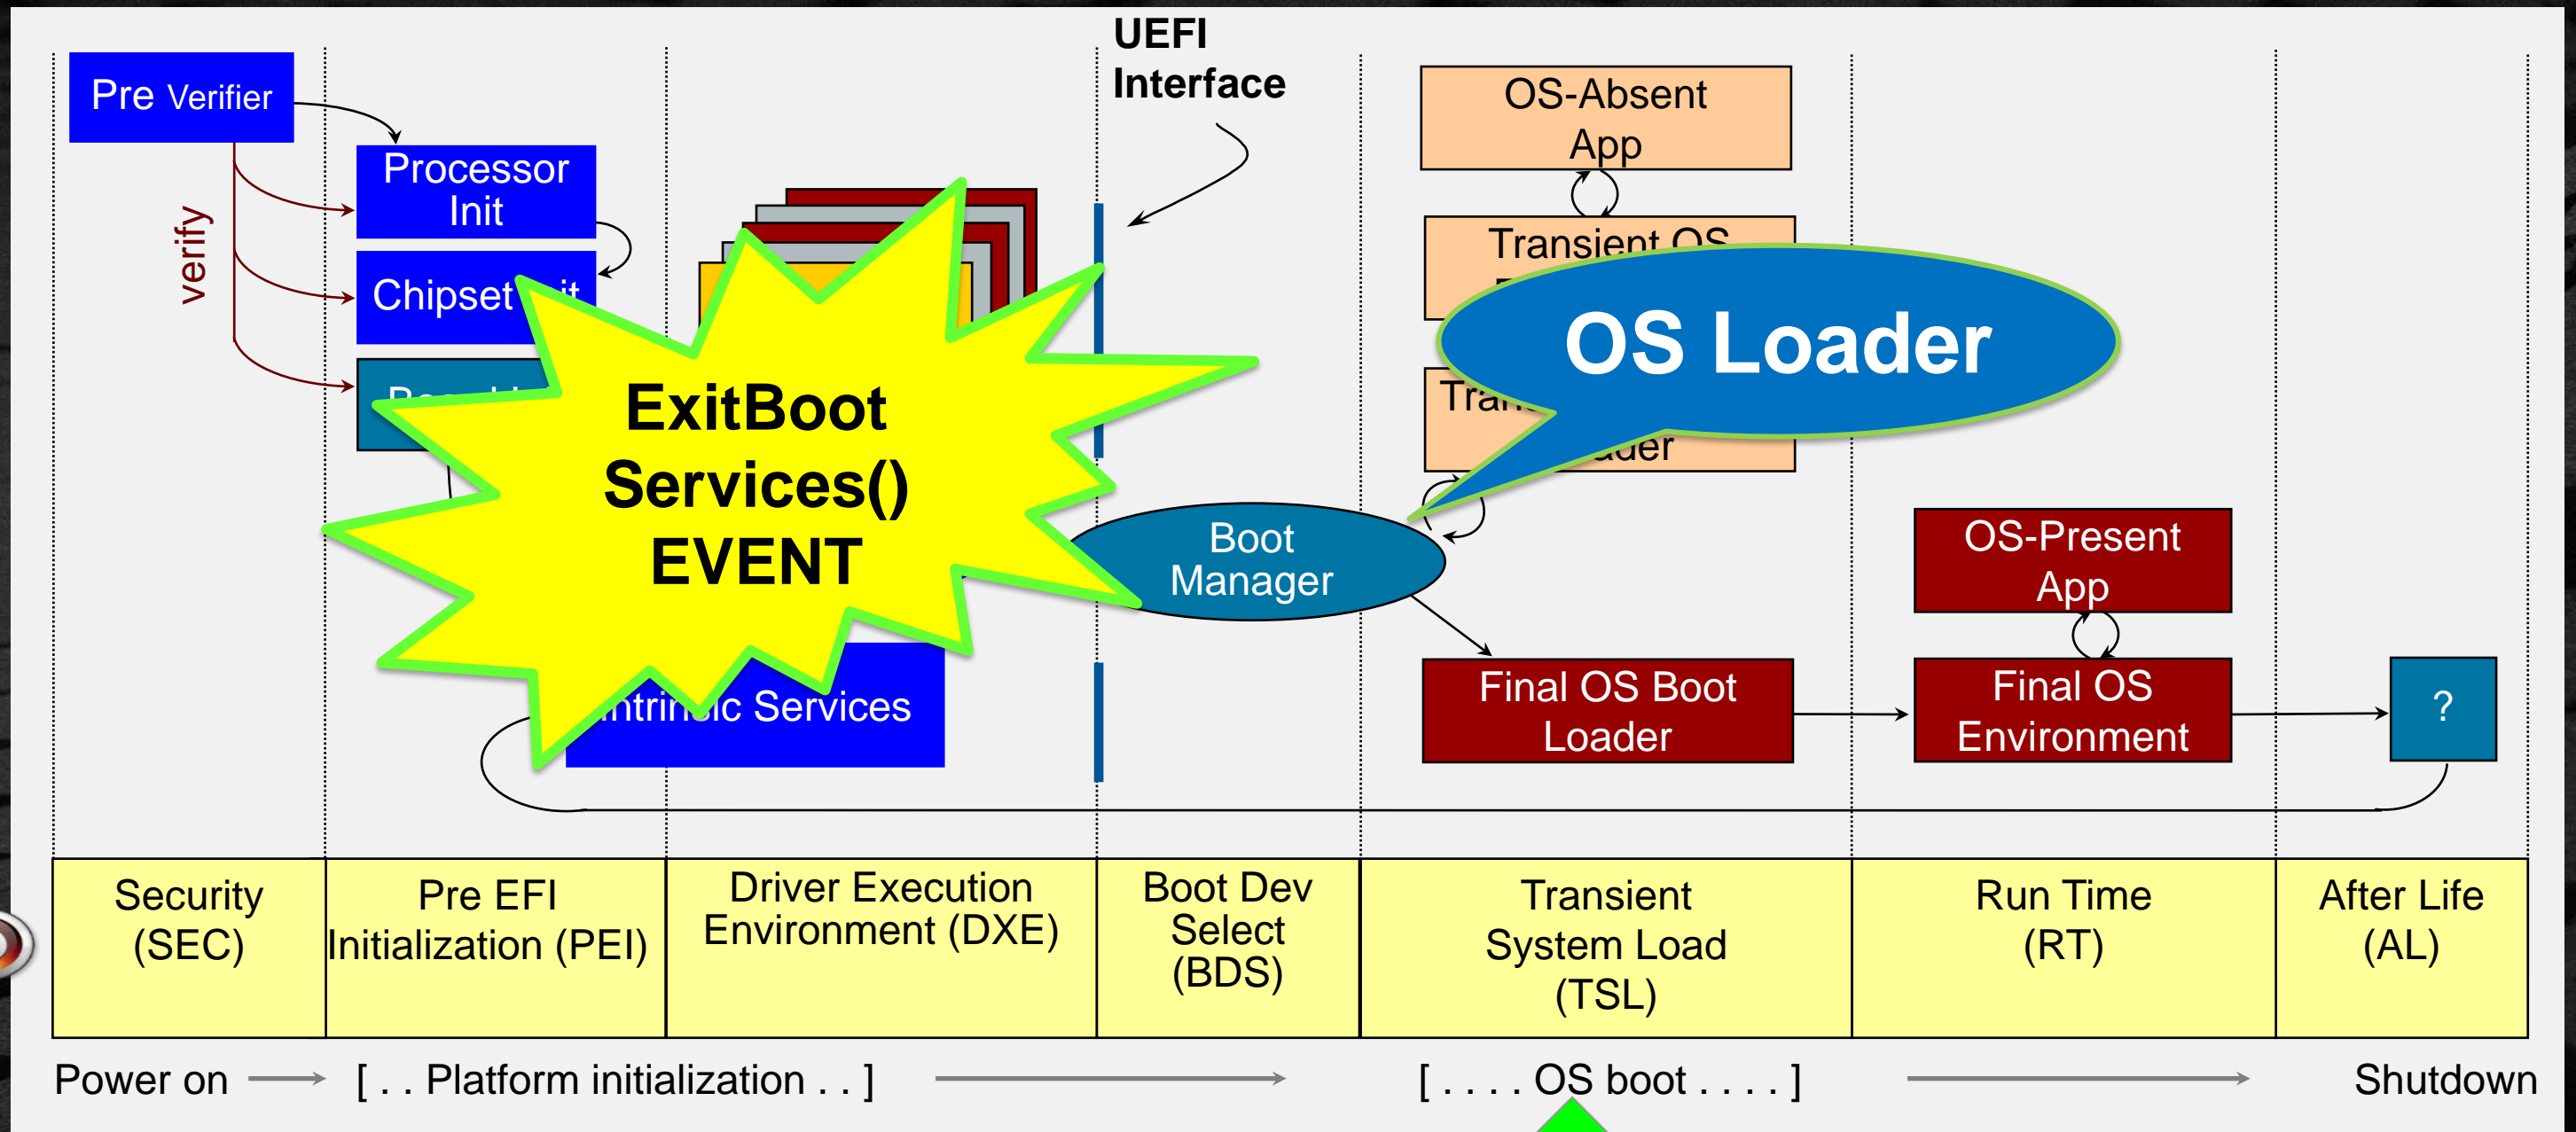 UEFI
Interface
Pre Verifier
verify
Processor
Init
Chipset
ExitBoot
Services()
EVENT
Intrinsic Services
OS-Absent
App
Transient OS
OS Loader
Boot
Manager
Final OS Boot
Loader
OS-Present
App
Final OS
Environment
?
Security
(SEC)
Pre EFI
Initialization (PEI)
Driver Execution
Environment (DXE)
Boot Dev
Select
(BDS)
Transient
System Load
(TSL)
Run Time
(RT)
After Life
(AL)
Power on
[ . . Platform initialization . . ]
[ . . . . OS boot . . . . ]
Shutdown